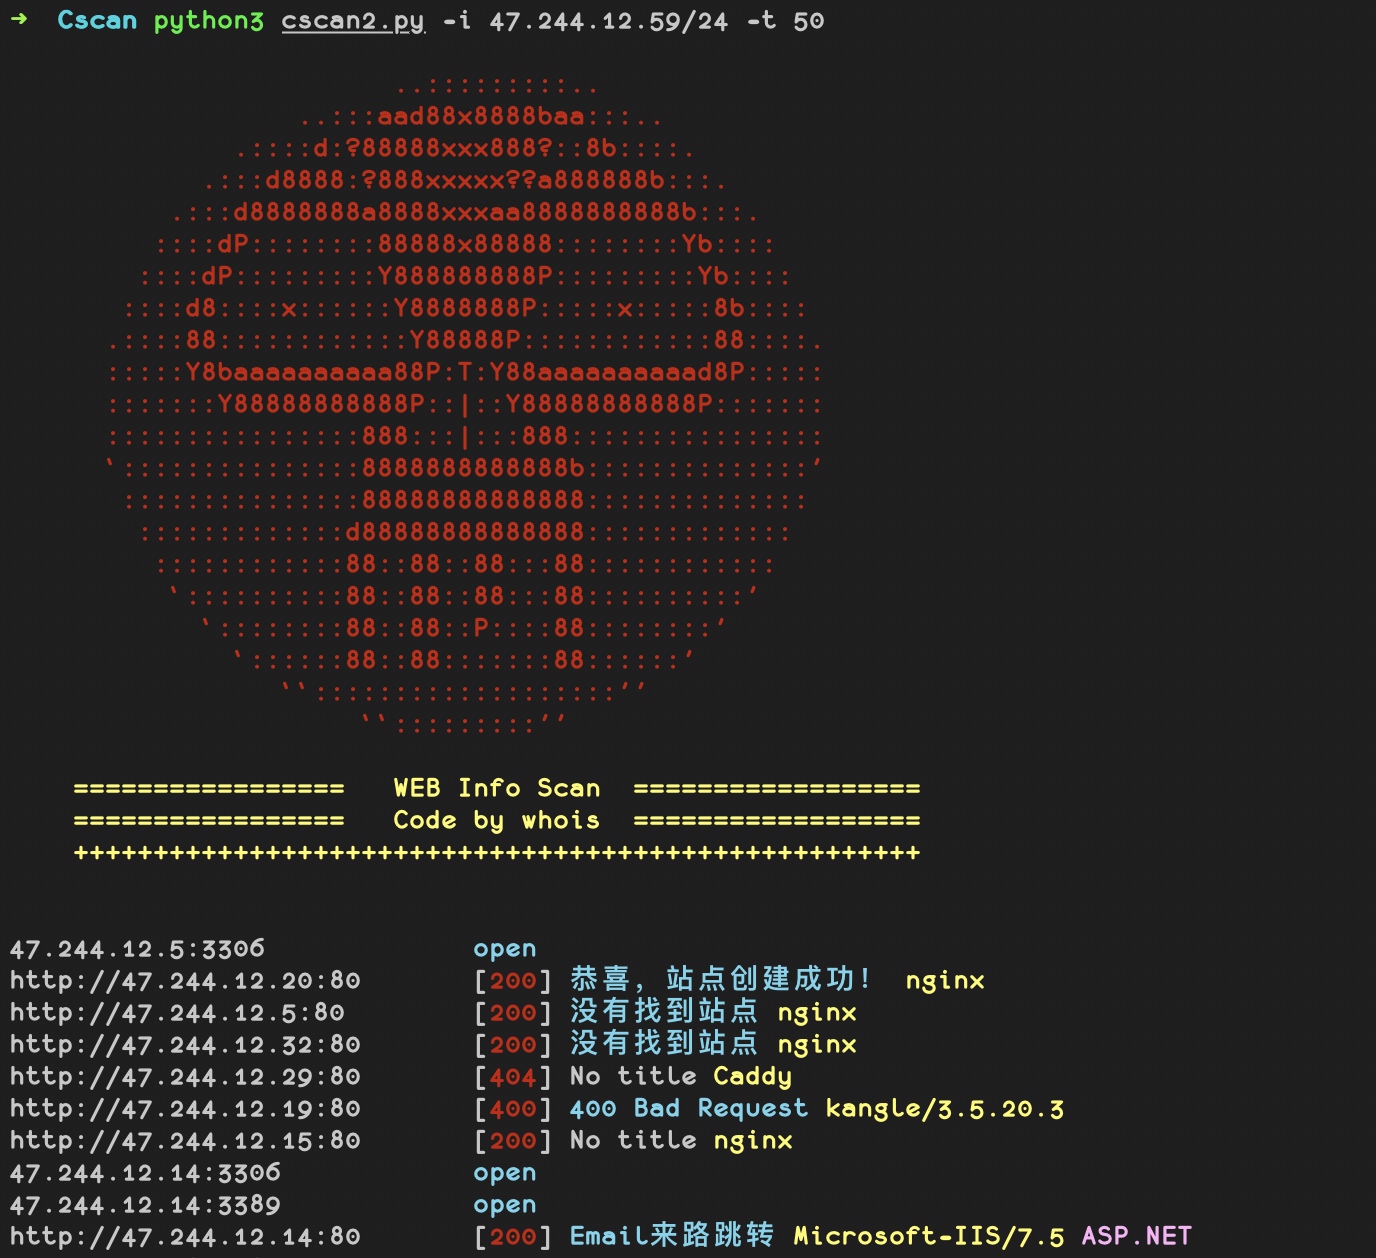 ➜  Cscan python3 cscan2.py -i 47.244.12.59/24 -t 50
                        ..:::::::::..
                  ..:::aad88x8888baa:::..
              .::::d:?88888xxx888?::8b::::.
            .:::d8888:?888xxxxx??a888888b:::.
          .:::d8888888a8888xxxaa8888888888b:::.
         ::::dP::::::::88888x88888::::::::Yb::::
        ::::dP:::::::::Y888888888P:::::::::Yb::::
       ::::d8::::x::::::Y8888888P:::::x:::::8b::::
      .::::88::::::::::::Y88888P::::::::::::88::::.
      :::::Y8baaaaaaaaaa88P:T:Y88aaaaaaaaaad8P:::::
      :::::::Y88888888888P::|::Y88888888888P:::::::
      ::::::::::::::::888:::|:::888::::::::::::::::
      `:::::::::::::::8888888888888b::::::::::::::'
       :::::::::::::::88888888888888::::::::::::::
        :::::::::::::d88888888888888:::::::::::::
         ::::::::::::88::88::88:::88::::::::::::
          `::::::::::88::88::88:::88::::::::::'
            `::::::::88::88::P::::88::::::::'
              `::::::88::88:::::::88::::::'
                 ``:::::::::::::::::::''
                      ``:::::::::''
    =================   WEB Info Scan  ==================
    =================   Code by whois  ==================
    +++++++++++++++++++++++++++++++++++++++++++++++++++++
47.244.12.5:3306             open
http://47.244.12.20:80       [200] 恭喜，站点创建成功！ nginx
http://47.244.12.5:80        [200] 没有找到站点 nginx
http://47.244.12.32:80       [200] 没有找到站点 nginx
http://47.244.12.29:80       [404] No title Caddy
http://47.244.12.19:80       [400] 400 Bad Request kangle/3.5.20.3
http://47.244.12.15:80       [200] No title nginx
47.244.12.14:3306            open
47.244.12.14:3389            open
http://47.244.12.14:80       [200] Email来路跳转 Microsoft-IIS/7.5 ASP.NET